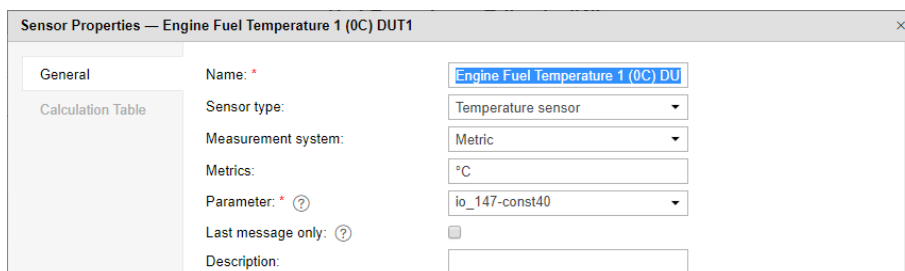 Sensor Properties — Engine Fuel Temperature 1 (0C) DUT1 ×
General
Calculation Table
Name: * Engine Fuel Temperature 1 (0C) DU
Sensor type: Temperature sensor
Measurement system: Metric
Metrics: °C
Parameter: * ? io_147-const40
Last message only: ?
Description: